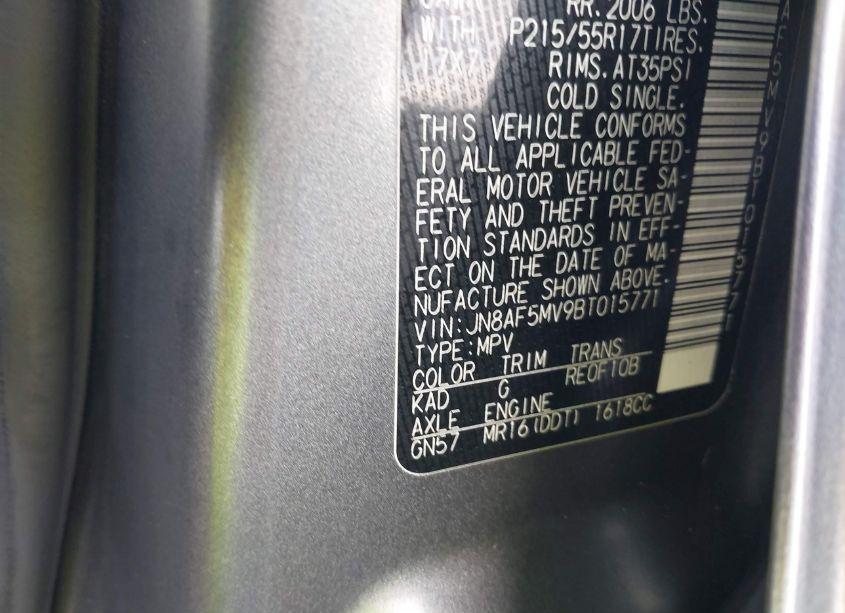 RR. 2006 LBS.
WITH P215/55R17TIRES.
17X7 RIMS. AT35PSI
COLD SINGLE.
THIS VEHICLE CONFORMS
TO ALL APPLICABLE FED-
ERAL MOTOR VEHICLE SA-
FETY AND THEFT PREVEN-
TION STANDARDS IN EFF-
ECT ON THE DATE OF MA-
NUFACTURE SHOWN ABOVE.
VIN:JN8AF5MV9BT015771
TYPE:MPV
COLOR TRIM TRANS
KAD G RE0F10B
AXLE ENGINE
GN57 MR16(DDT) 1618CC
AF5MV9BT015771